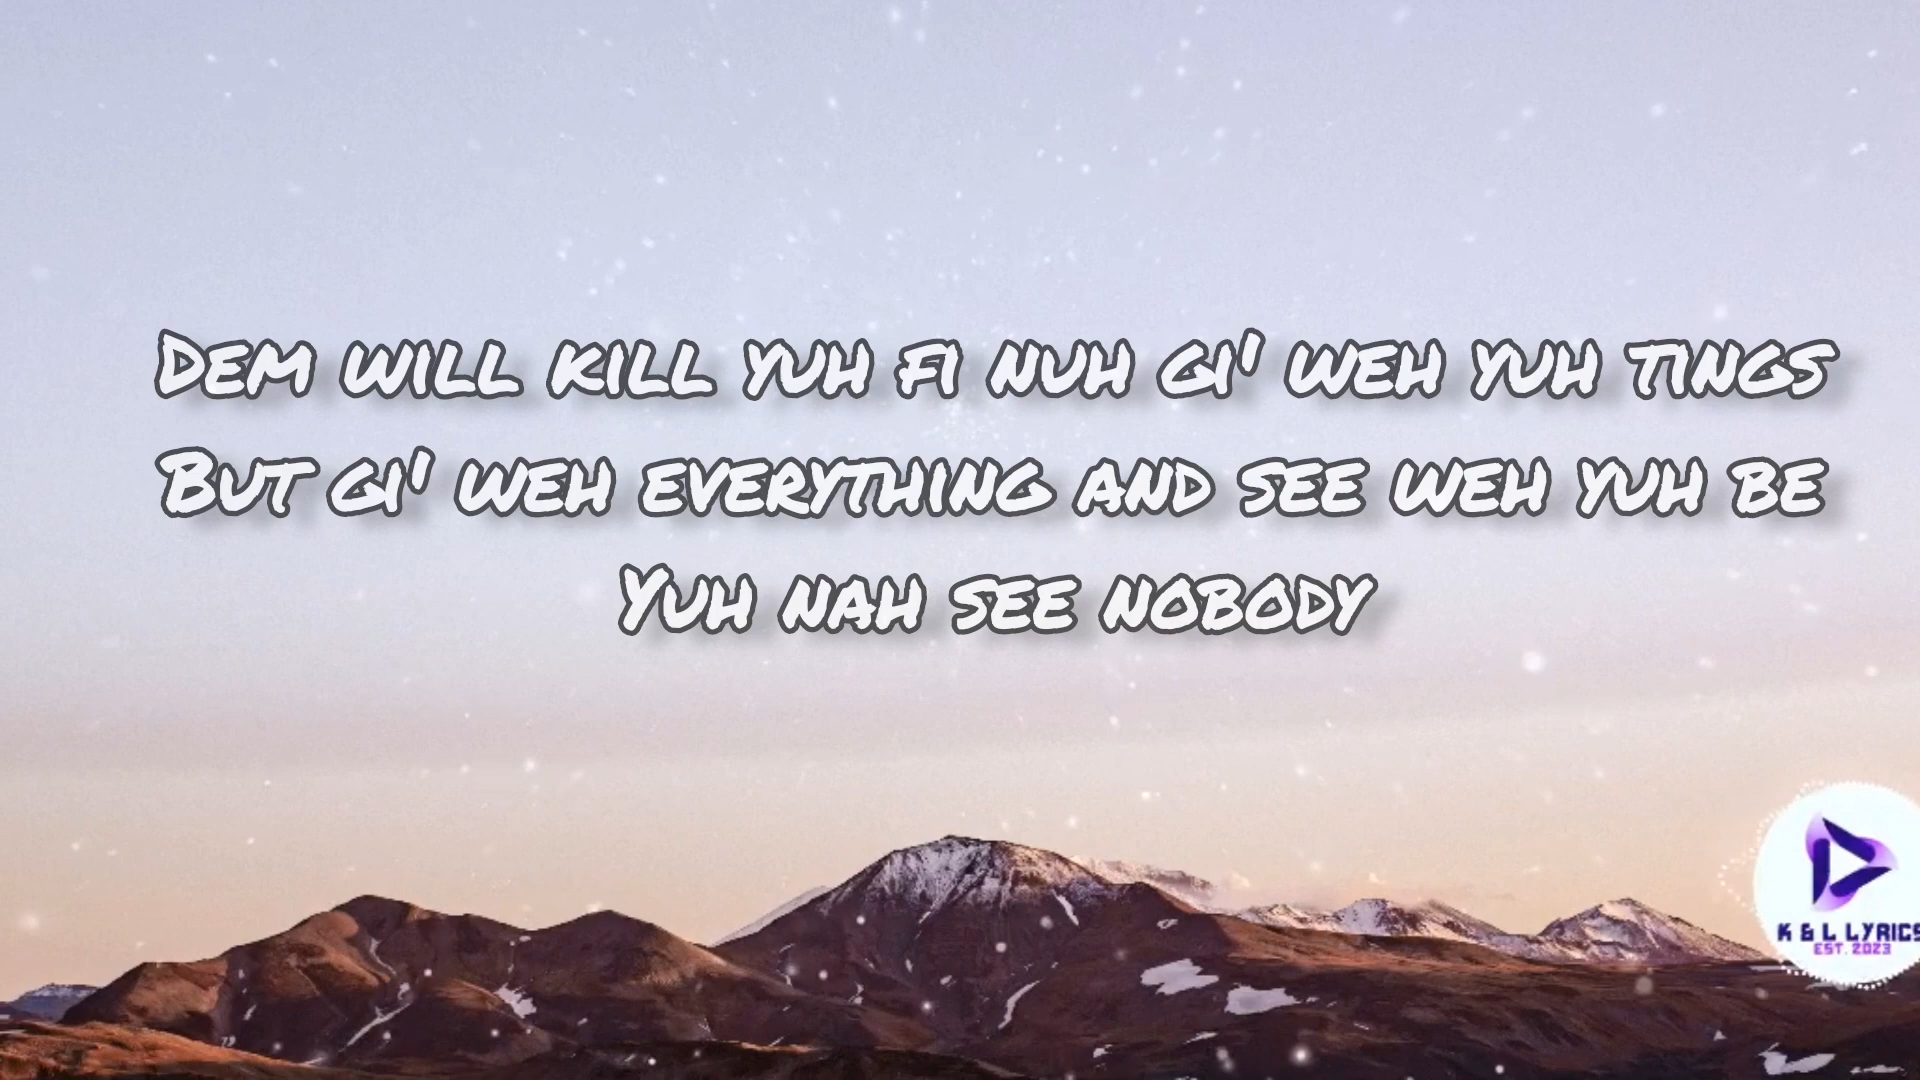 Dem will kill yuh fi nuh gi' weh yuh tings
But gi' weh everything and see weh yuh be
Yuh nah see nobody
K & L LYRICS
EST. 2023